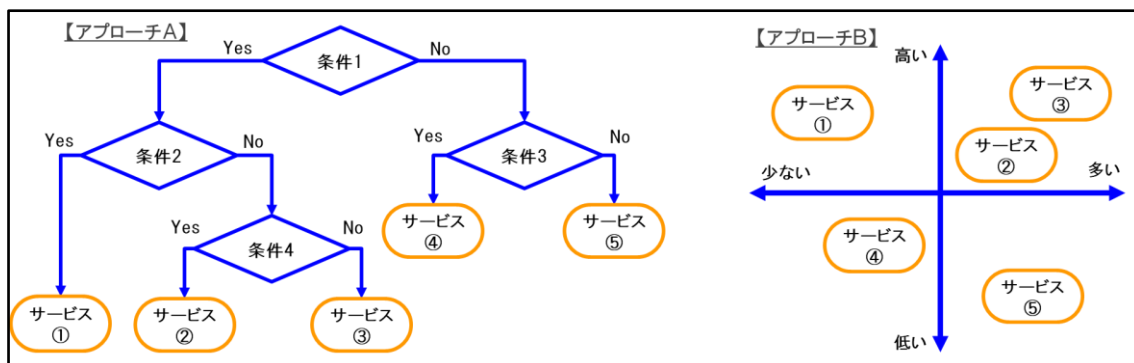 【アプローチA】
Yes
No
条件1
Yes
No
条件2
Yes
No
条件3
Yes
No
条件4
サービス
④
サービス
⑤
サービス
①
サービス
②
サービス
③
【アプローチB】
高い
サービス
①
サービス
③
サービス
②
少ない
多い
サービス
④
サービス
⑤
低い